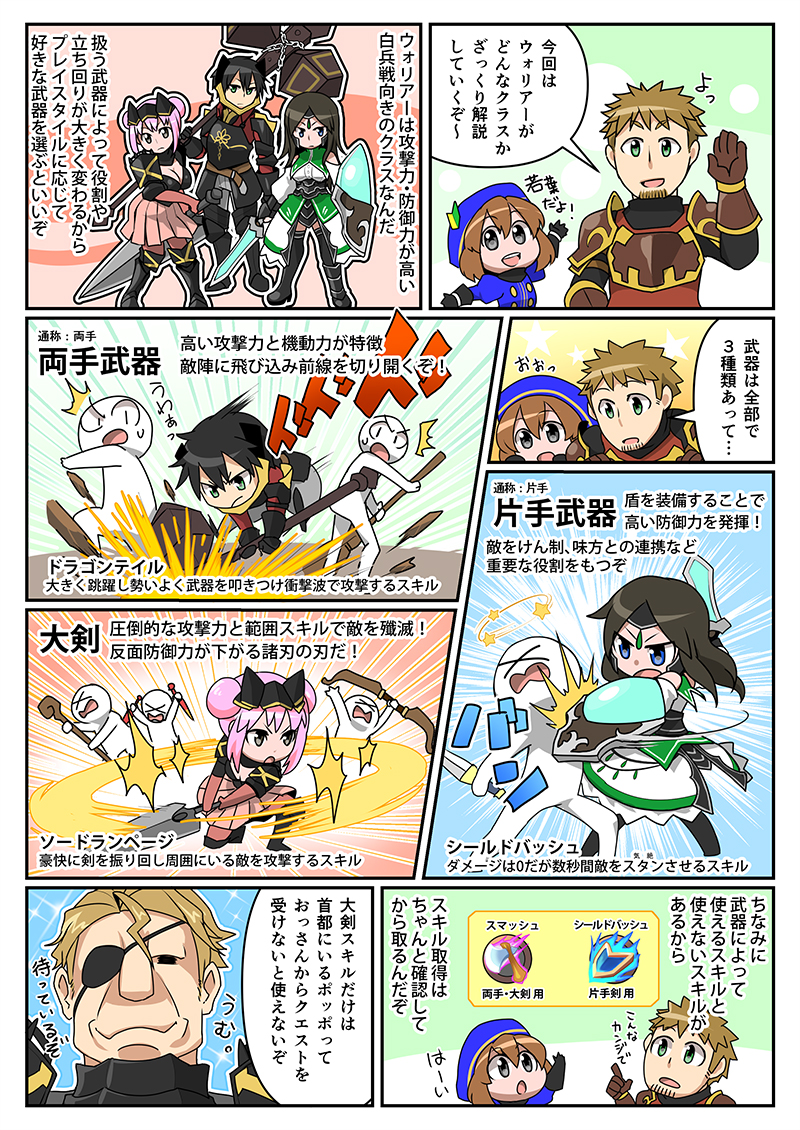 今回は
ウォリアーが
どんなクラスか
ざっくり解説
していくぞ～
よっ
若葉
だよ！
ウォリアーは攻撃力・防御力が高い
白兵戦向きのクラスなんだ
扱う武器によって役割や
立ち回りが大きく変わるから
プレイスタイルに応じて
好きな武器を選ぶといいぞ
武器は全部で
3種類あって…
おおっ
通称：両手
両手武器
高い攻撃力と機動力が特徴
敵陣に飛び込み前線を切り開くぞ！
うわぁっ
ドラゴンテイル
大きく跳躍し勢いよく武器を叩きつけ衝撃波で攻撃するスキル
通称：片手
片手武器
盾を装備することで
高い防御力を発揮！
敵をけん制、味方との連携など
重要な役割をもつぞ
バンッ
シールドバッシュ
気絶
ダメージは0だが数秒間敵をスタンさせるスキル
大剣
圧倒的な攻撃力と範囲スキルで敵を殲滅！
反面防御力が下がる諸刃の刃だ！
ソードランページ
豪快に剣を振り回し周囲にいる敵を攻撃するスキル
ちなみに
武器によって
使えるスキルと
使えないスキルが
あるから
スマッシュ
両手・大剣 用
シールドバッシュ
片手剣 用
スキル取得は
ちゃんと確認して
から取るんだぞ
こんな
カンジで
はーい
大剣スキルだけは
首都にいるポッポって
おっさんからクエストを
受けないと使えないぞ
うむ。
待っているぞ